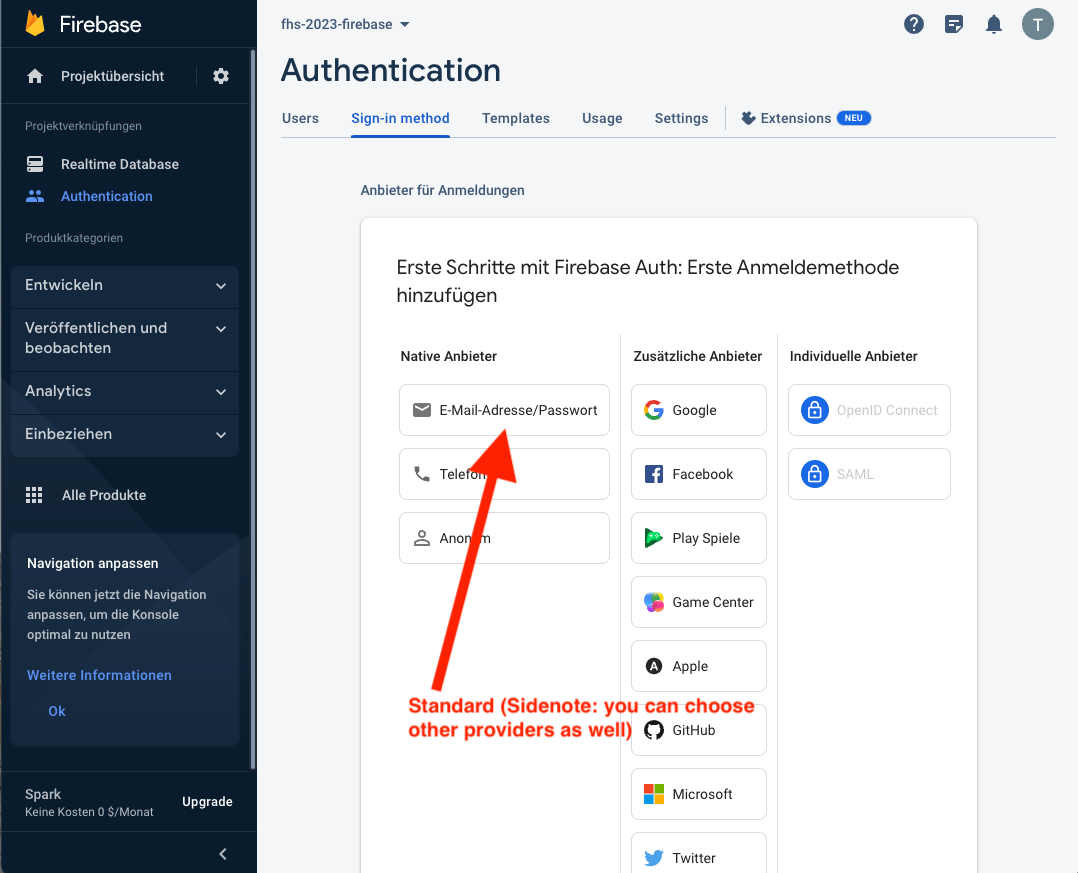 Firebase
Projektübersicht
Projektverknüpfungen
Realtime Database
Authentication
Produktkategorien
Entwickeln
Veröffentlichen und
beobachten
Analytics
Einbeziehen
Alle Produkte
Navigation anpassen
Sie können jetzt die Navigation
anpassen, um die Konsole
optimal zu nutzen
Weitere Informationen
Ok
Spark
Keine Kosten 0 $/Monat
Upgrade
fhs-2023-firebase
T
Authentication
Users Sign-in method Templates Usage Settings Extensions NEU
Anbieter für Anmeldungen
Erste Schritte mit Firebase Auth: Erste Anmeldemethode
hinzufügen
Native Anbieter
E-Mail-Adresse/Passwort
Telefon
Anonym
Zusätzliche Anbieter
Google
Facebook
Play Spiele
Game Center
Apple
GitHub
Microsoft
Twitter
Individuelle Anbieter
OpenID Connect
SAML
Standard (Sidenote: you can choose
other providers as well)